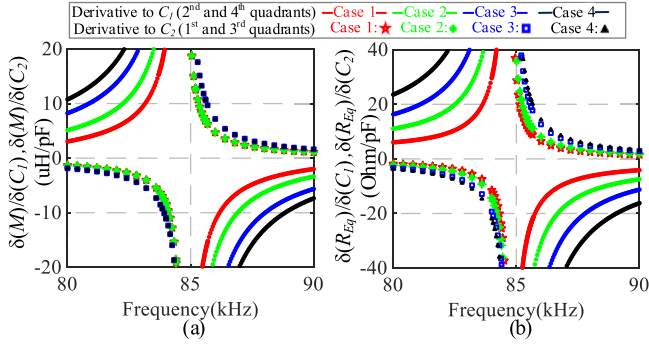 Derivative to C1 (2nd and 4th quadrants) Case 1 Case 2 Case 3 Case 4
Derivative to C2 (1st and 3rd quadrants) Case 1: Case 2: Case 3: Case 4:
δ(M)/δ(C1),δ(M)/δ(C2)
(uH/pF)
20
10
0
-10
-20
80
85
90
Frequency(kHz)
(a)
δ(REq)/δ(C1),δ(REq)/δ(C2)
(Ohm/pF)
40
20
0
-20
-40
80
85
90
Frequency(kHz)
(b)